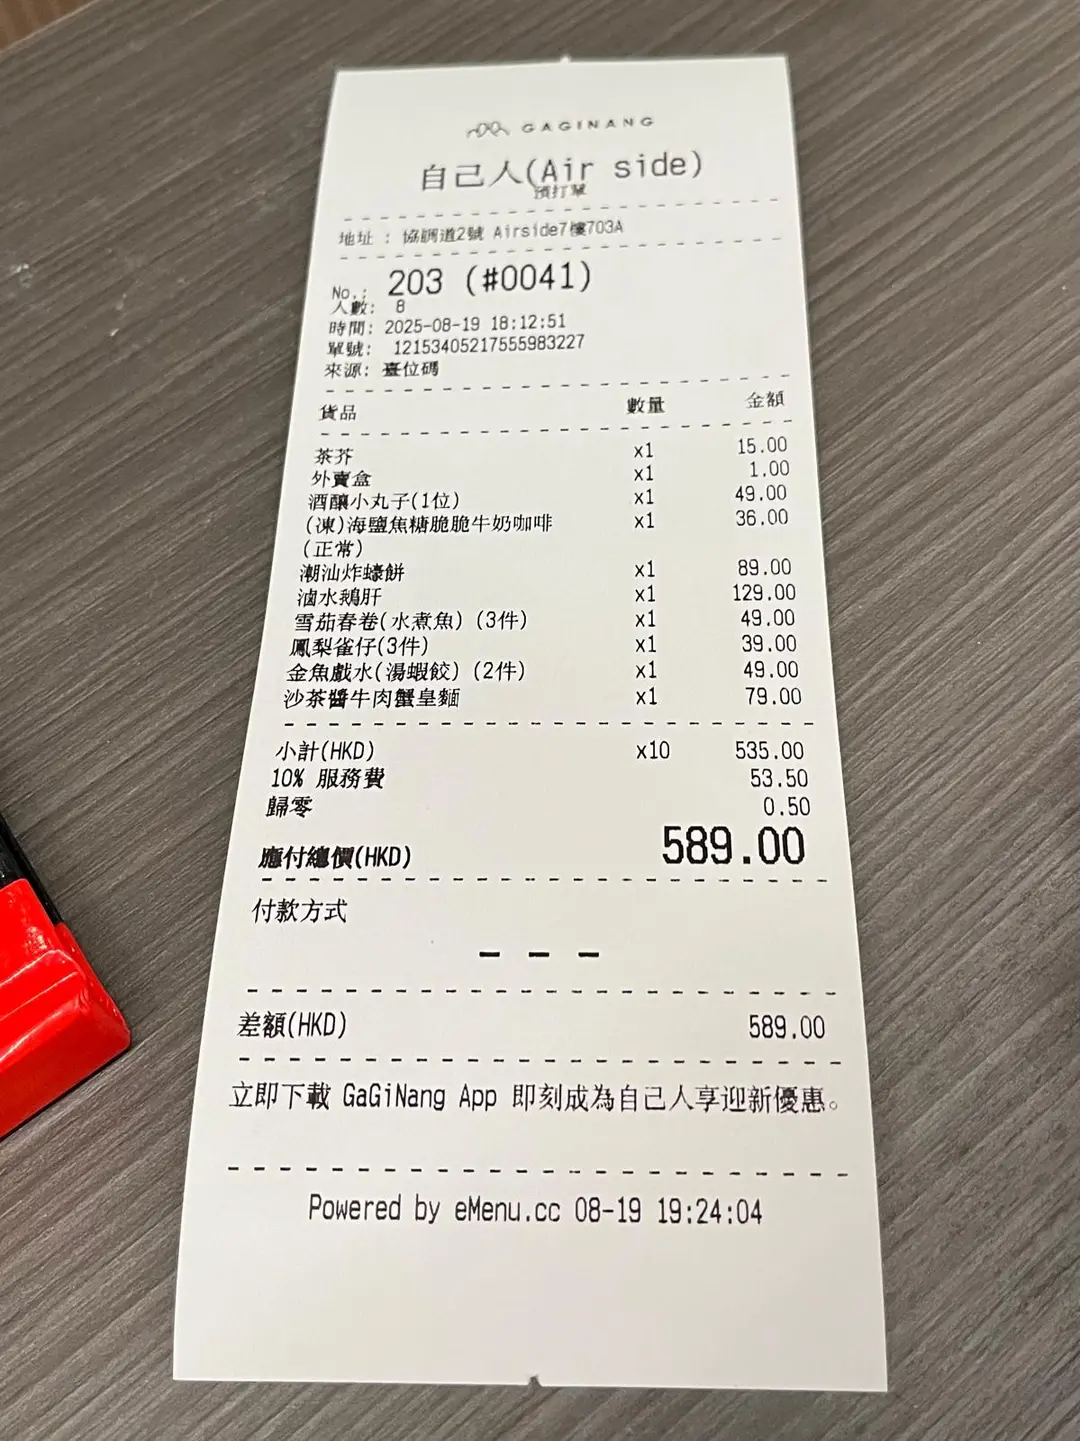 GAGINANG
自己人(Air side)
預打單
地址 : 協調道2號 Airside7樓703A
No.: 203 (#0041)
人數: 8
時間: 2025-08-19 18:12:51
單號: 12153405217555983227
來源: 臺位碼
貨品 數量 金額
茶芥 x1 15.00
外賣盒 x1 1.00
酒釀小丸子(1位) x1 49.00
(凍)海鹽焦糖脆脆牛奶咖啡 x1 36.00
(正常)
潮汕炸蠔餅 x1 89.00
滷水鵝肝 x1 129.00
雪茄春卷(水煮魚) (3件) x1 49.00
鳳梨雀仔(3件) x1 39.00
金魚戲水(湯蝦餃) (2件) x1 49.00
沙茶醬牛肉蟹皇麵 x1 79.00
小計(HKD) x10 535.00
10% 服務費 53.50
歸零 0.50
應付總價(HKD) 589.00
付款方式
— — —
差額(HKD) 589.00
立即下載 GaGiNang App 即刻成為自己人享迎新優惠。
Powered by eMenu.cc 08-19 19:24:04